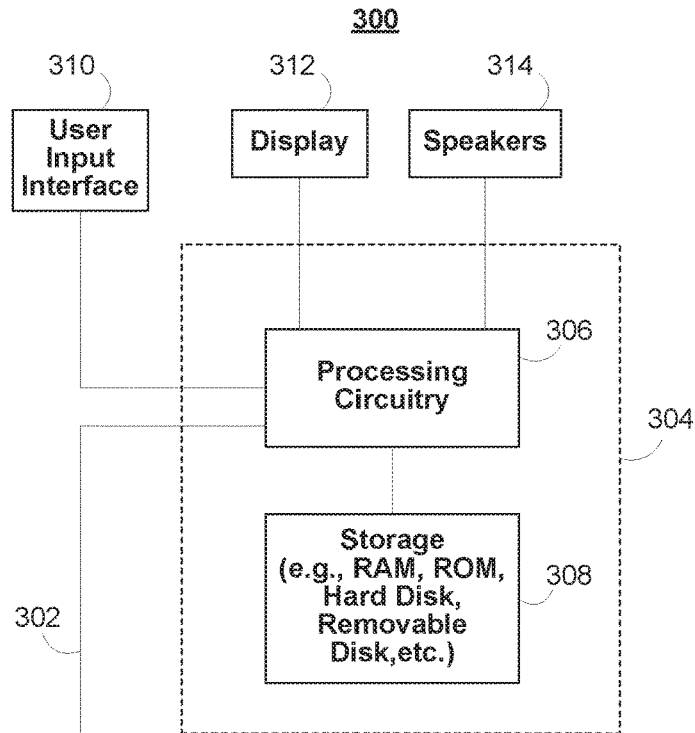 300
310
312
314
User
Input
Interface
Display
Speakers
306
Processing
Circuitry
304
Storage
(e.g., RAM, ROM,
Hard Disk,
Removable
Disk,etc.)
308
302